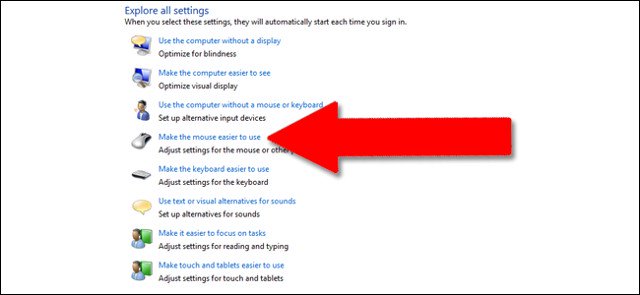 Explore all settings
When you select these settings, they will automatically start each time you sign in.
Use the computer without a display
Optimize for blindness
Make the computer easier to see
Optimize visual display
Use the computer without a mouse or keyboard
Set up alternative input devices
Make the mouse easier to use
Adjust settings for the mouse or
Make the keyboard easier to use
Adjust settings for the keyboard
Use text or visual alternatives for sounds
Set up alternatives for sounds
Make it easier to focus on tasks
Adjust settings for reading and typing
Make touch and tablets easier to use
Adjust settings for touch and tablets